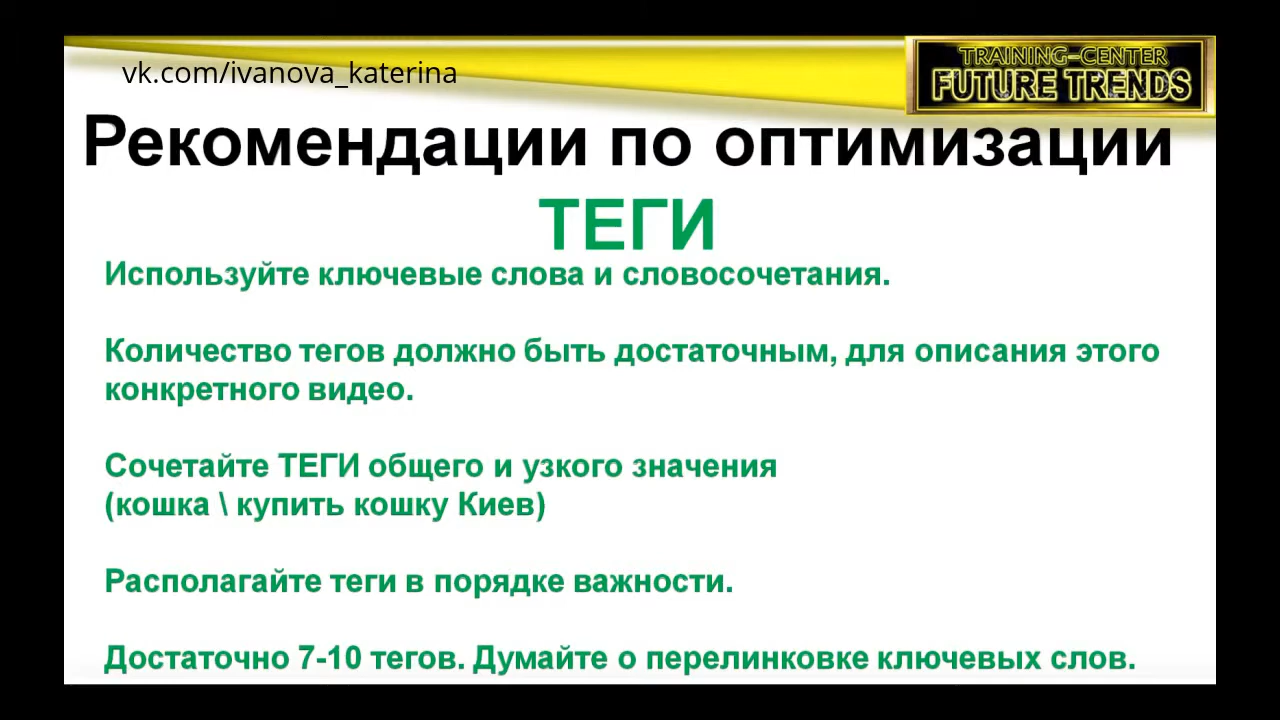 vk.com/ivanova_katerina
TRAINING-CENTER
FUTURE TRENDS
Рекомендации по оптимизации
ТЕГИ
Используйте ключевые слова и словосочетания.
Количество тегов должно быть достаточным, для описания этого
конкретного видео.
Сочетайте ТЕГИ общего и узкого значения
(кошка \ купить кошку Киев)
Располагайте теги в порядке важности.
Достаточно 7-10 тегов. Думайте о перелинковке ключевых слов.